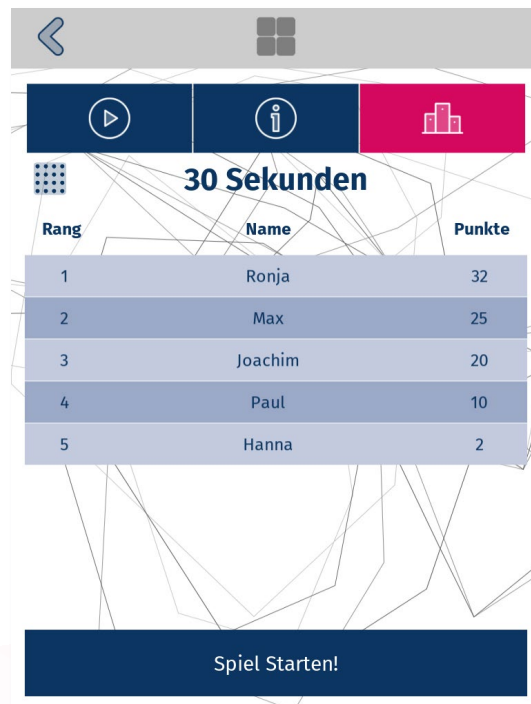 30 Sekunden
Rang Name Punkte
1 Ronja 32
2 Max 25
3 Joachim 20
4 Paul 10
5 Hanna 2
Spiel Starten!